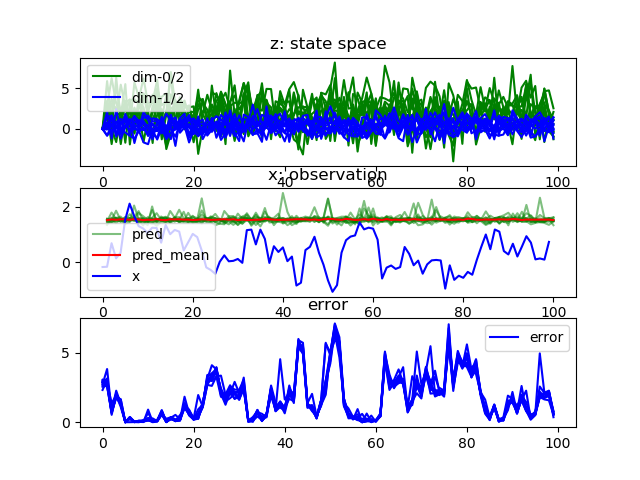 z: state space
5
0
dim-0/2
dim-1/2
0 20 40 60 80 100
x: observation
2
0
pred
pred_mean
x
0 20 40 60 80 100
error
5
0
error
0 20 40 60 80 100